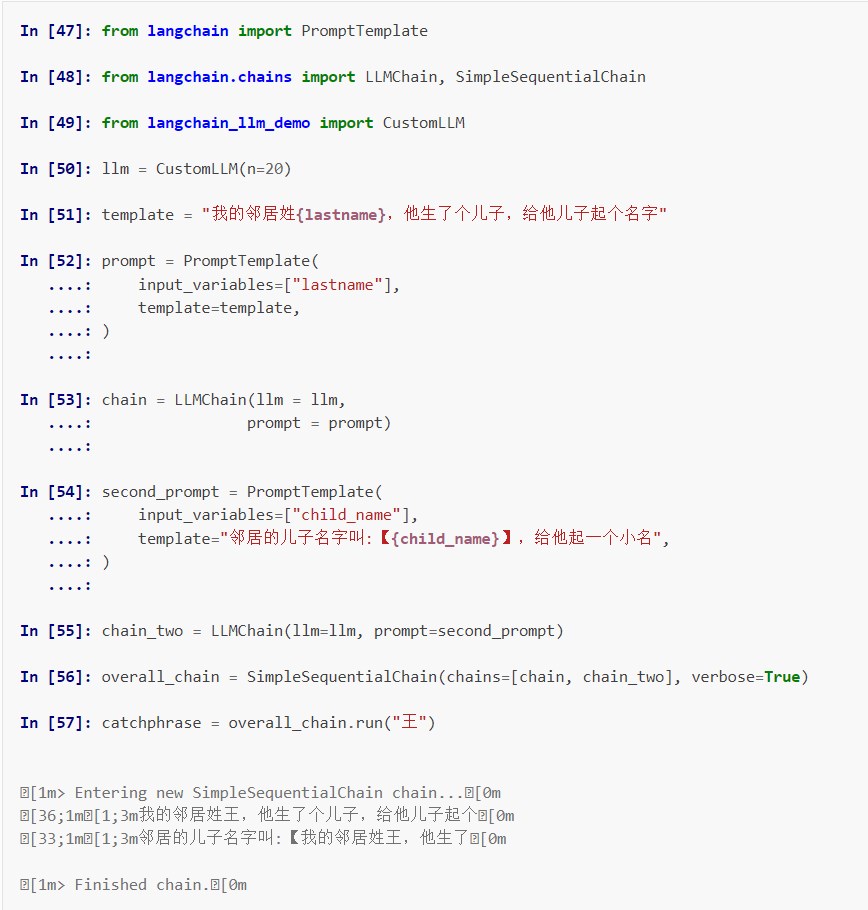 In [47]: from langchain import PromptTemplate
In [48]: from langchain.chains import LLMChain, SimpleSequentialChain
In [49]: from langchain_llm_demo import CustomLLM
In [50]: llm = CustomLLM(n=20)
In [51]: template = "我的邻居姓{lastname}，他生了个儿子，给他儿子起个名字"
In [52]: prompt = PromptTemplate(
   ....:     input_variables=["lastname"],
   ....:     template=template,
   ....: )
   ....:
In [53]: chain = LLMChain(llm = llm,
   ....:                 prompt = prompt)
   ....:
In [54]: second_prompt = PromptTemplate(
   ....:     input_variables=["child_name"],
   ....:     template="邻居的儿子名字叫：【{child_name}】，给他起一个小名",
   ....: )
   ....:
In [55]: chain_two = LLMChain(llm=llm, prompt=second_prompt)
In [56]: overall_chain = SimpleSequentialChain(chains=[chain, chain_two], verbose=True)
In [57]: catchphrase = overall_chain.run("王")
[1m> Entering new SimpleSequentialChain chain...[0m
[36;1m[1;3m我的邻居姓王，他生了个儿子，给他儿子起个[0m
[33;1m[1;3m邻居的儿子名字叫：【我的邻居姓王，他生了[0m
[1m> Finished chain.[0m